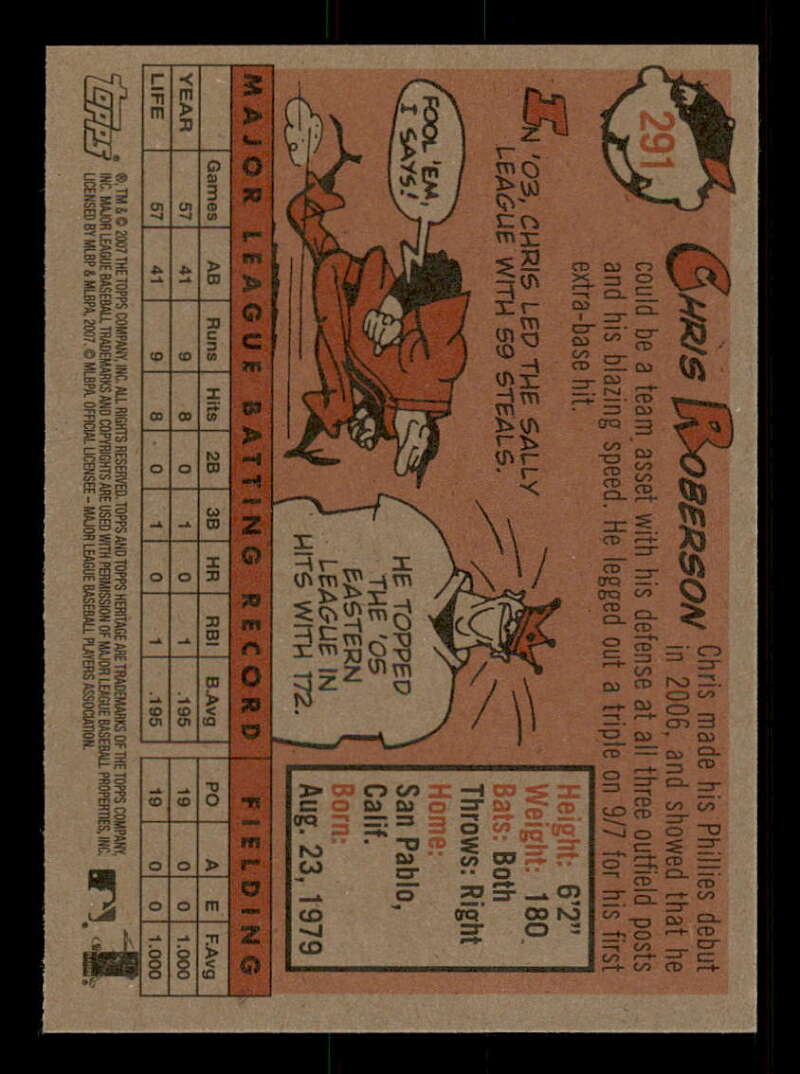 291
CHRIS ROBERSON
Chris made his Phillies debut
in 2006, and showed that he
could be a team asset with his defense at all three outfield posts
and his blazing speed. He legged out a triple on 9/7 for his first
extra-base hit.
IN '03, CHRIS LED THE SALLY
LEAGUE WITH 59 STEALS.
FOOL 'EM,
I SAYS!
HE TOPPED
THE '05
EASTERN
LEAGUE IN
HITS WITH 172.
Height: 6'2"
Weight: 180
Bats: Both
Throws: Right
Home:
San Pablo,
Calif.
Born:
Aug. 23, 1979
MAJOR LEAGUE BATTING RECORD FIELDING
Games AB Runs Hits 2B 3B HR RBI B.Avg PO A E F.Avg
YEAR 57 41 9 8 0 1 0 1 .195 19 0 0 1.000
LIFE 57 41 9 8 0 1 0 1 .195 19 0 0 1.000
TOPPS®
®, TM & © 2007 THE TOPPS COMPANY, INC. ALL RIGHTS RESERVED. TOPPS AND TOPPS HERITAGE ARE TRADEMARKS OF THE TOPPS COMPANY,
INC. MAJOR LEAGUE BASEBALL TRADEMARKS AND COPYRIGHTS ARE USED WITH PERMISSION OF MAJOR LEAGUE BASEBALL PROPERTIES, INC.
LICENSED BY MLBP & MLBPA, 2007. © MLBPA. OFFICIAL LICENSEE – MAJOR LEAGUE BASEBALL PLAYERS ASSOCIATION.